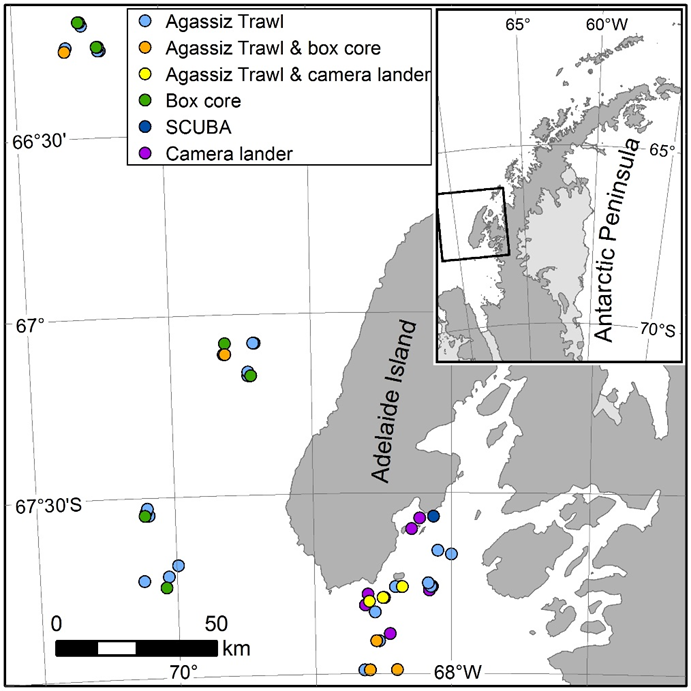 Agassiz Trawl
Agassiz Trawl & box core
Agassiz Trawl & camera lander
Box core
SCUBA
Camera lander
65°
60°W
65°
70°S
Antarctic Peninsula
66°30'
67°
67°30'S
Adelaide Island
0
50
km
70°
68°W